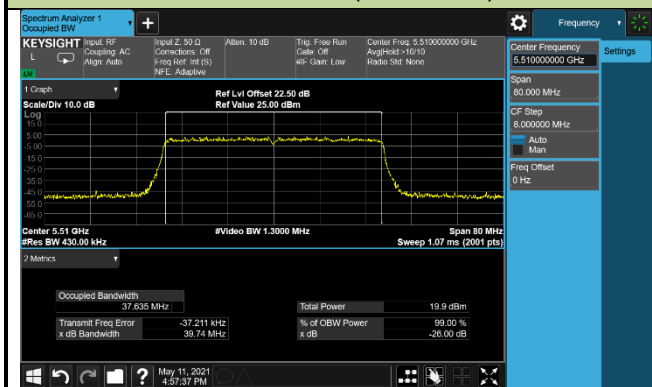 Spectrum Analyzer 1
Occupied BW
+
Frequency
KEYSIGHT
L
LM
Input: RF
Coupling: AC
Align: Auto
Input Z: 50 Ω
Corrections: Off
Freq Ref: Int (S)
NFE: Adaptive
Atten: 10 dB
Trig: Free Run
Gate: Off
#IF Gain: Low
Center Freq: 5.510000000 GHz
Avg|Hold:>10/10
Radio Std: None
Center Frequency
5.510000000 GHz
Settings
Span
80.000 MHz
CF Step
8.000000 MHz
Auto
Man
Freq Offset
0 Hz
1 Graph
Scale/Div 10.0 dB
Ref Lvl Offset 22.50 dB
Ref Value 25.00 dBm
Log
15.0
5.00
-5.00
-15.0
-25.0
-35.0
-45.0
-55.0
-65.0
Center 5.51 GHz
#Res BW 430.00 kHz
#Video BW 1.3000 MHz
Span 80 MHz
Sweep 1.07 ms (2001 pts)
2 Metrics
Occupied Bandwidth
37.635 MHz
Total Power 19.9 dBm
Transmit Freq Error -37.211 kHz
% of OBW Power 99.00 %
x dB Bandwidth 39.74 MHz
x dB -26.00 dB
?
May 11, 2021
4:57:37 PM